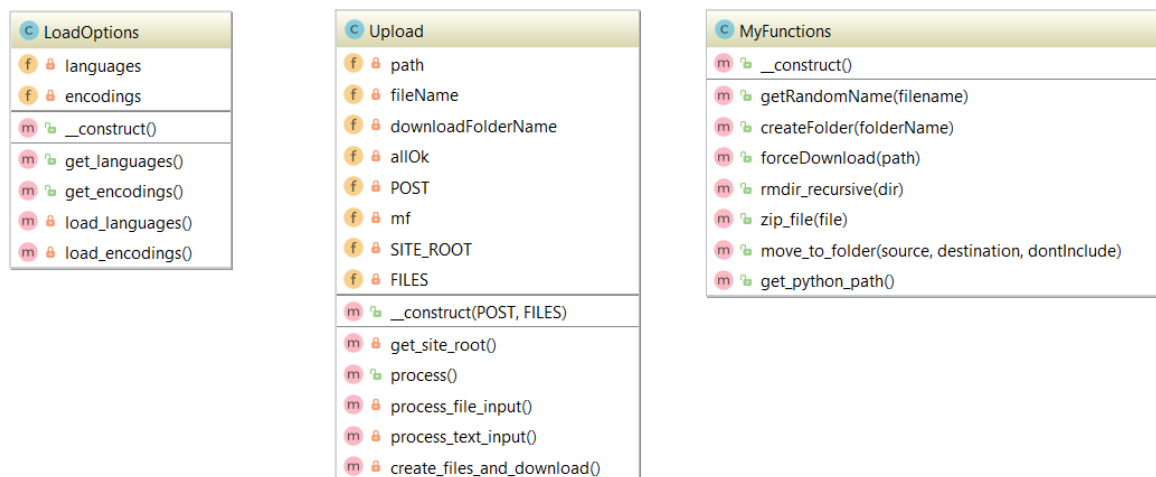 C LoadOptions
f languages
f encodings
m __construct()
m get_languages()
m get_encodings()
m load_languages()
m load_encodings()
C Upload
f path
f fileName
f downloadFolderName
f allOk
f POST
f mf
f SITE_ROOT
f FILES
m __construct(POST, FILES)
m get_site_root()
m process()
m process_file_input()
m process_text_input()
m create_files_and_download()
C MyFunctions
m __construct()
m getRandomName(filename)
m createFolder(folderName)
m forceDownload(path)
m rmdir_recursive(dir)
m zip_file(file)
m move_to_folder(source, destination, dontInclude)
m get_python_path()